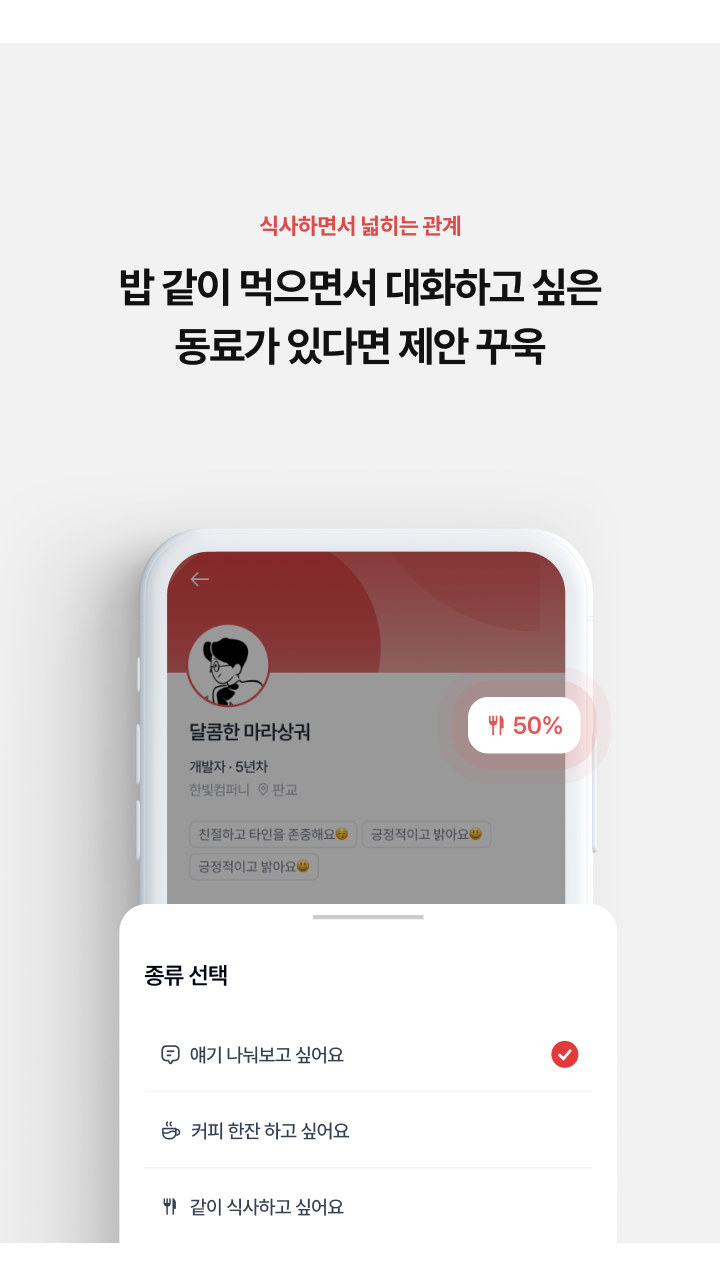 식사하면서 넓히는 관계
밥 같이 먹으면서 대화하고 싶은
동료가 있다면 제안 꾸욱
달콤한 마라상궈
50%
개발자 · 5년차
한빛컴퍼니 판교
친절하고 타인을 존중해요😚 긍정적이고 밝아요😃
긍정적이고 밝아요😃
종류 선택
얘기 나눠보고 싶어요
커피 한잔 하고 싶어요
같이 식사하고 싶어요